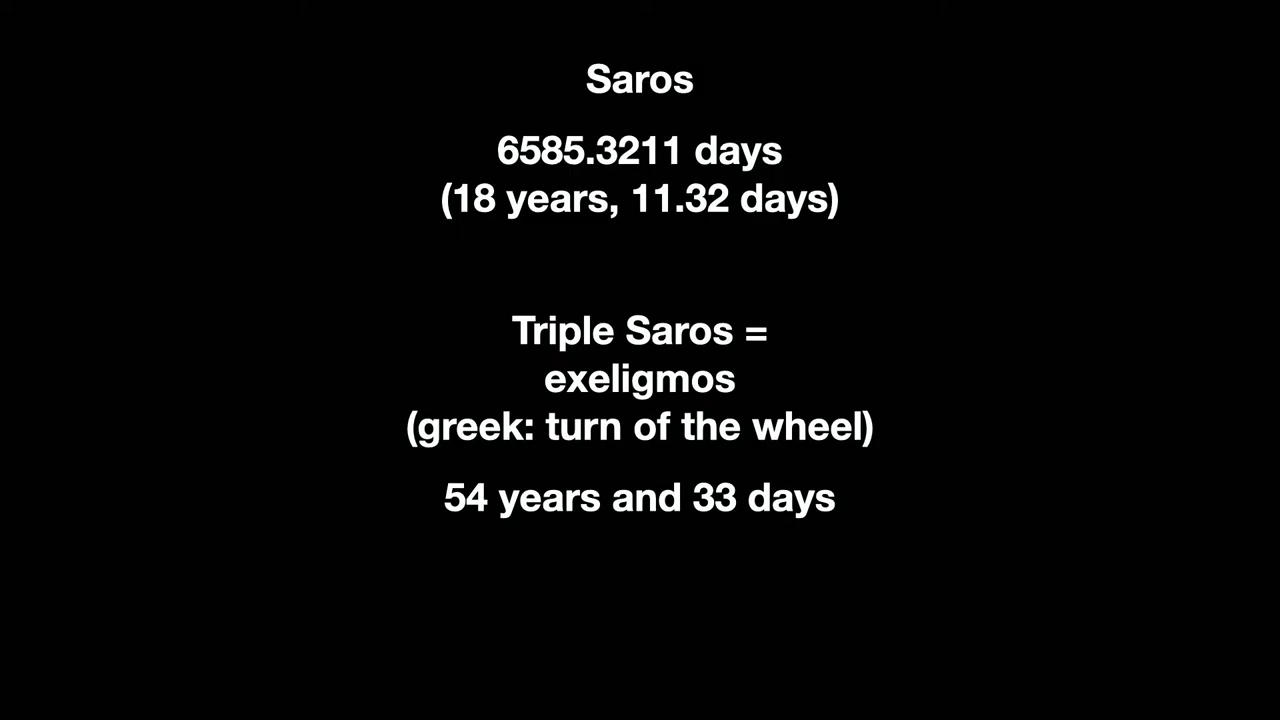 Saros
6585.3211 days
(18 years, 11.32 days)
Triple Saros =
exeligmos
(greek: turn of the wheel)
54 years and 33 days